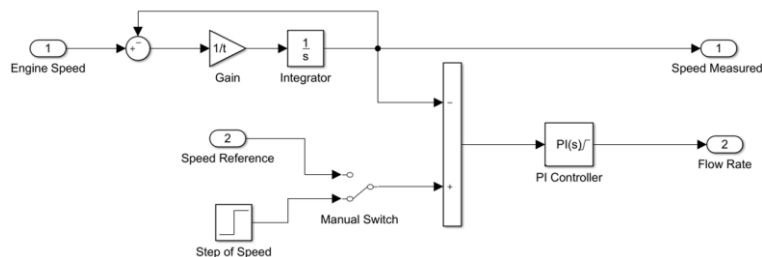 1
Engine Speed
+
−
1/t
Gain
1
s
Integrator
1
Speed Measured
−
2
Speed Reference
+
Manual Switch
Step of Speed
PI(s)
PI Controller
2
Flow Rate